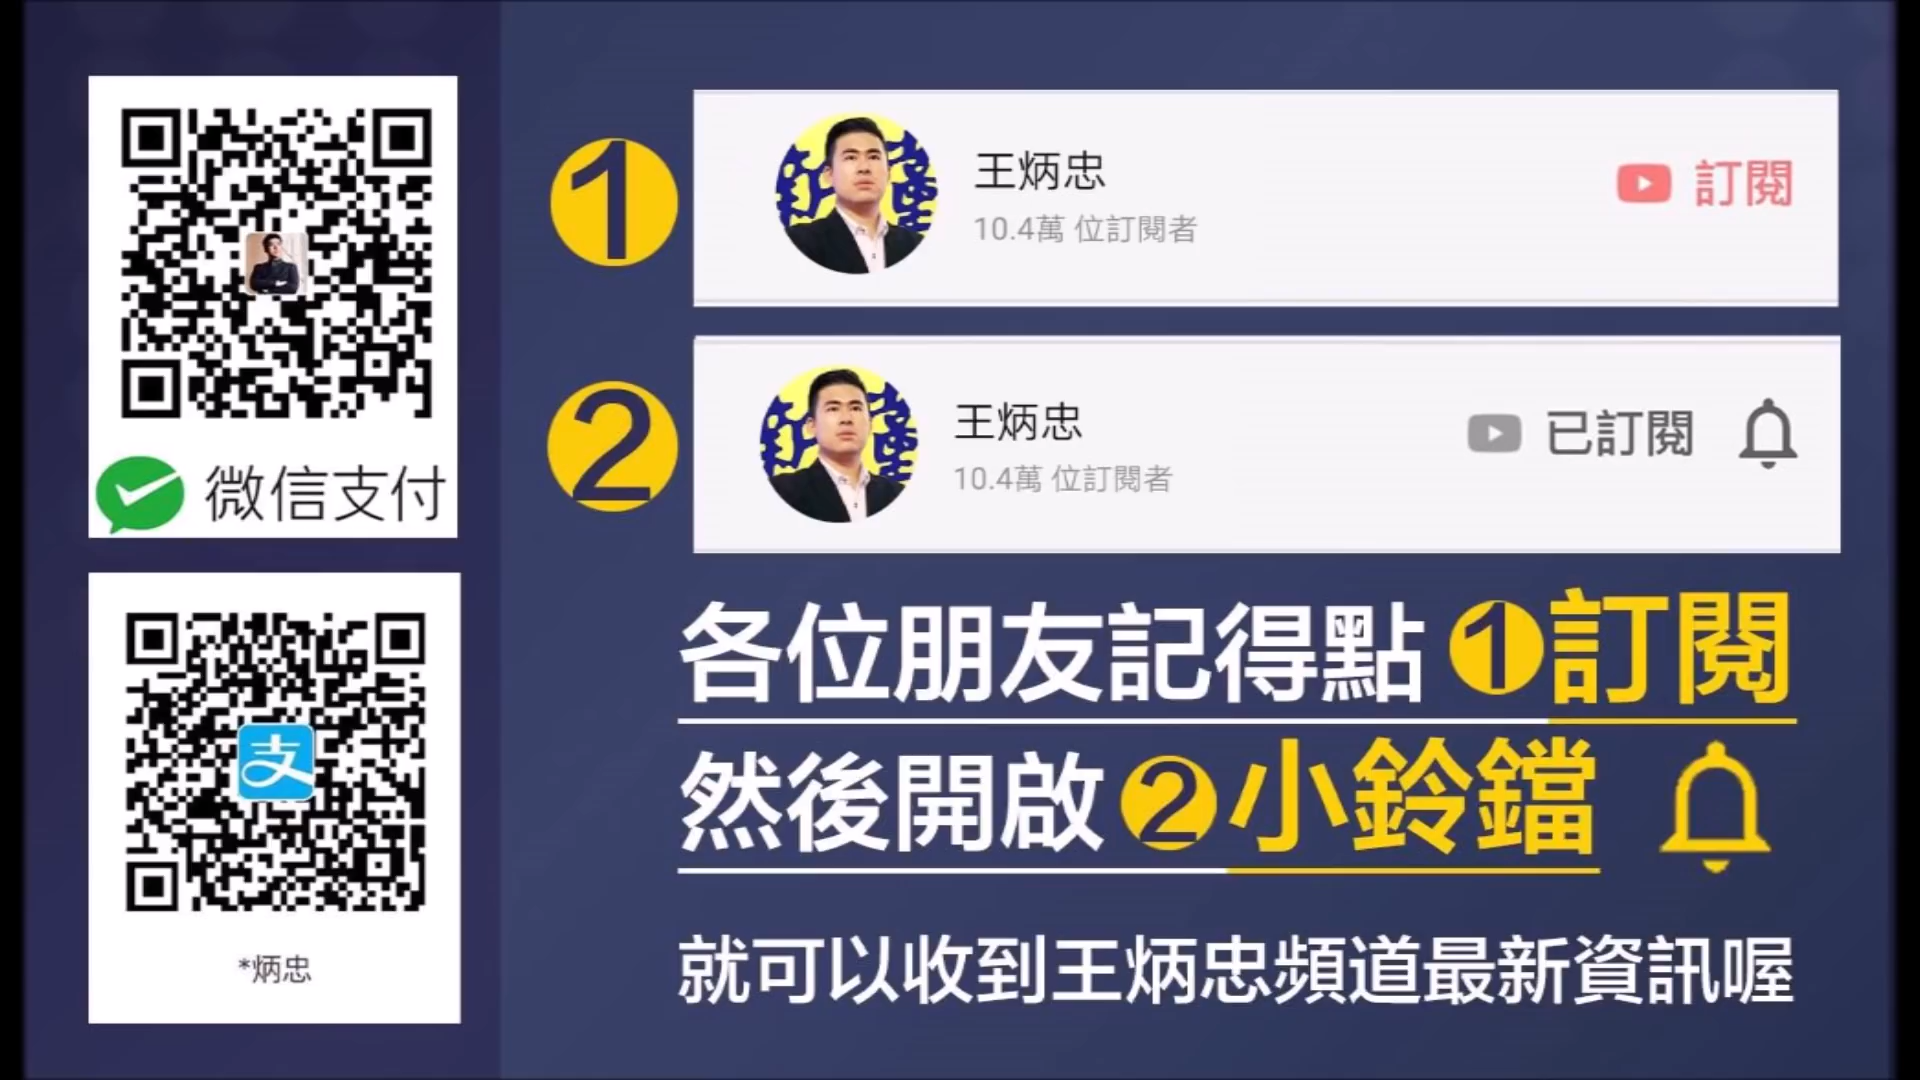 微信支付
支
*炳忠
1
王炳忠
10.4萬 位訂閱者
訂閱
2
王炳忠
10.4萬 位訂閱者
已訂閱
各位朋友記得點1訂閱
然後開啟2小鈴鐺
就可以收到王炳忠頻道最新資訊喔